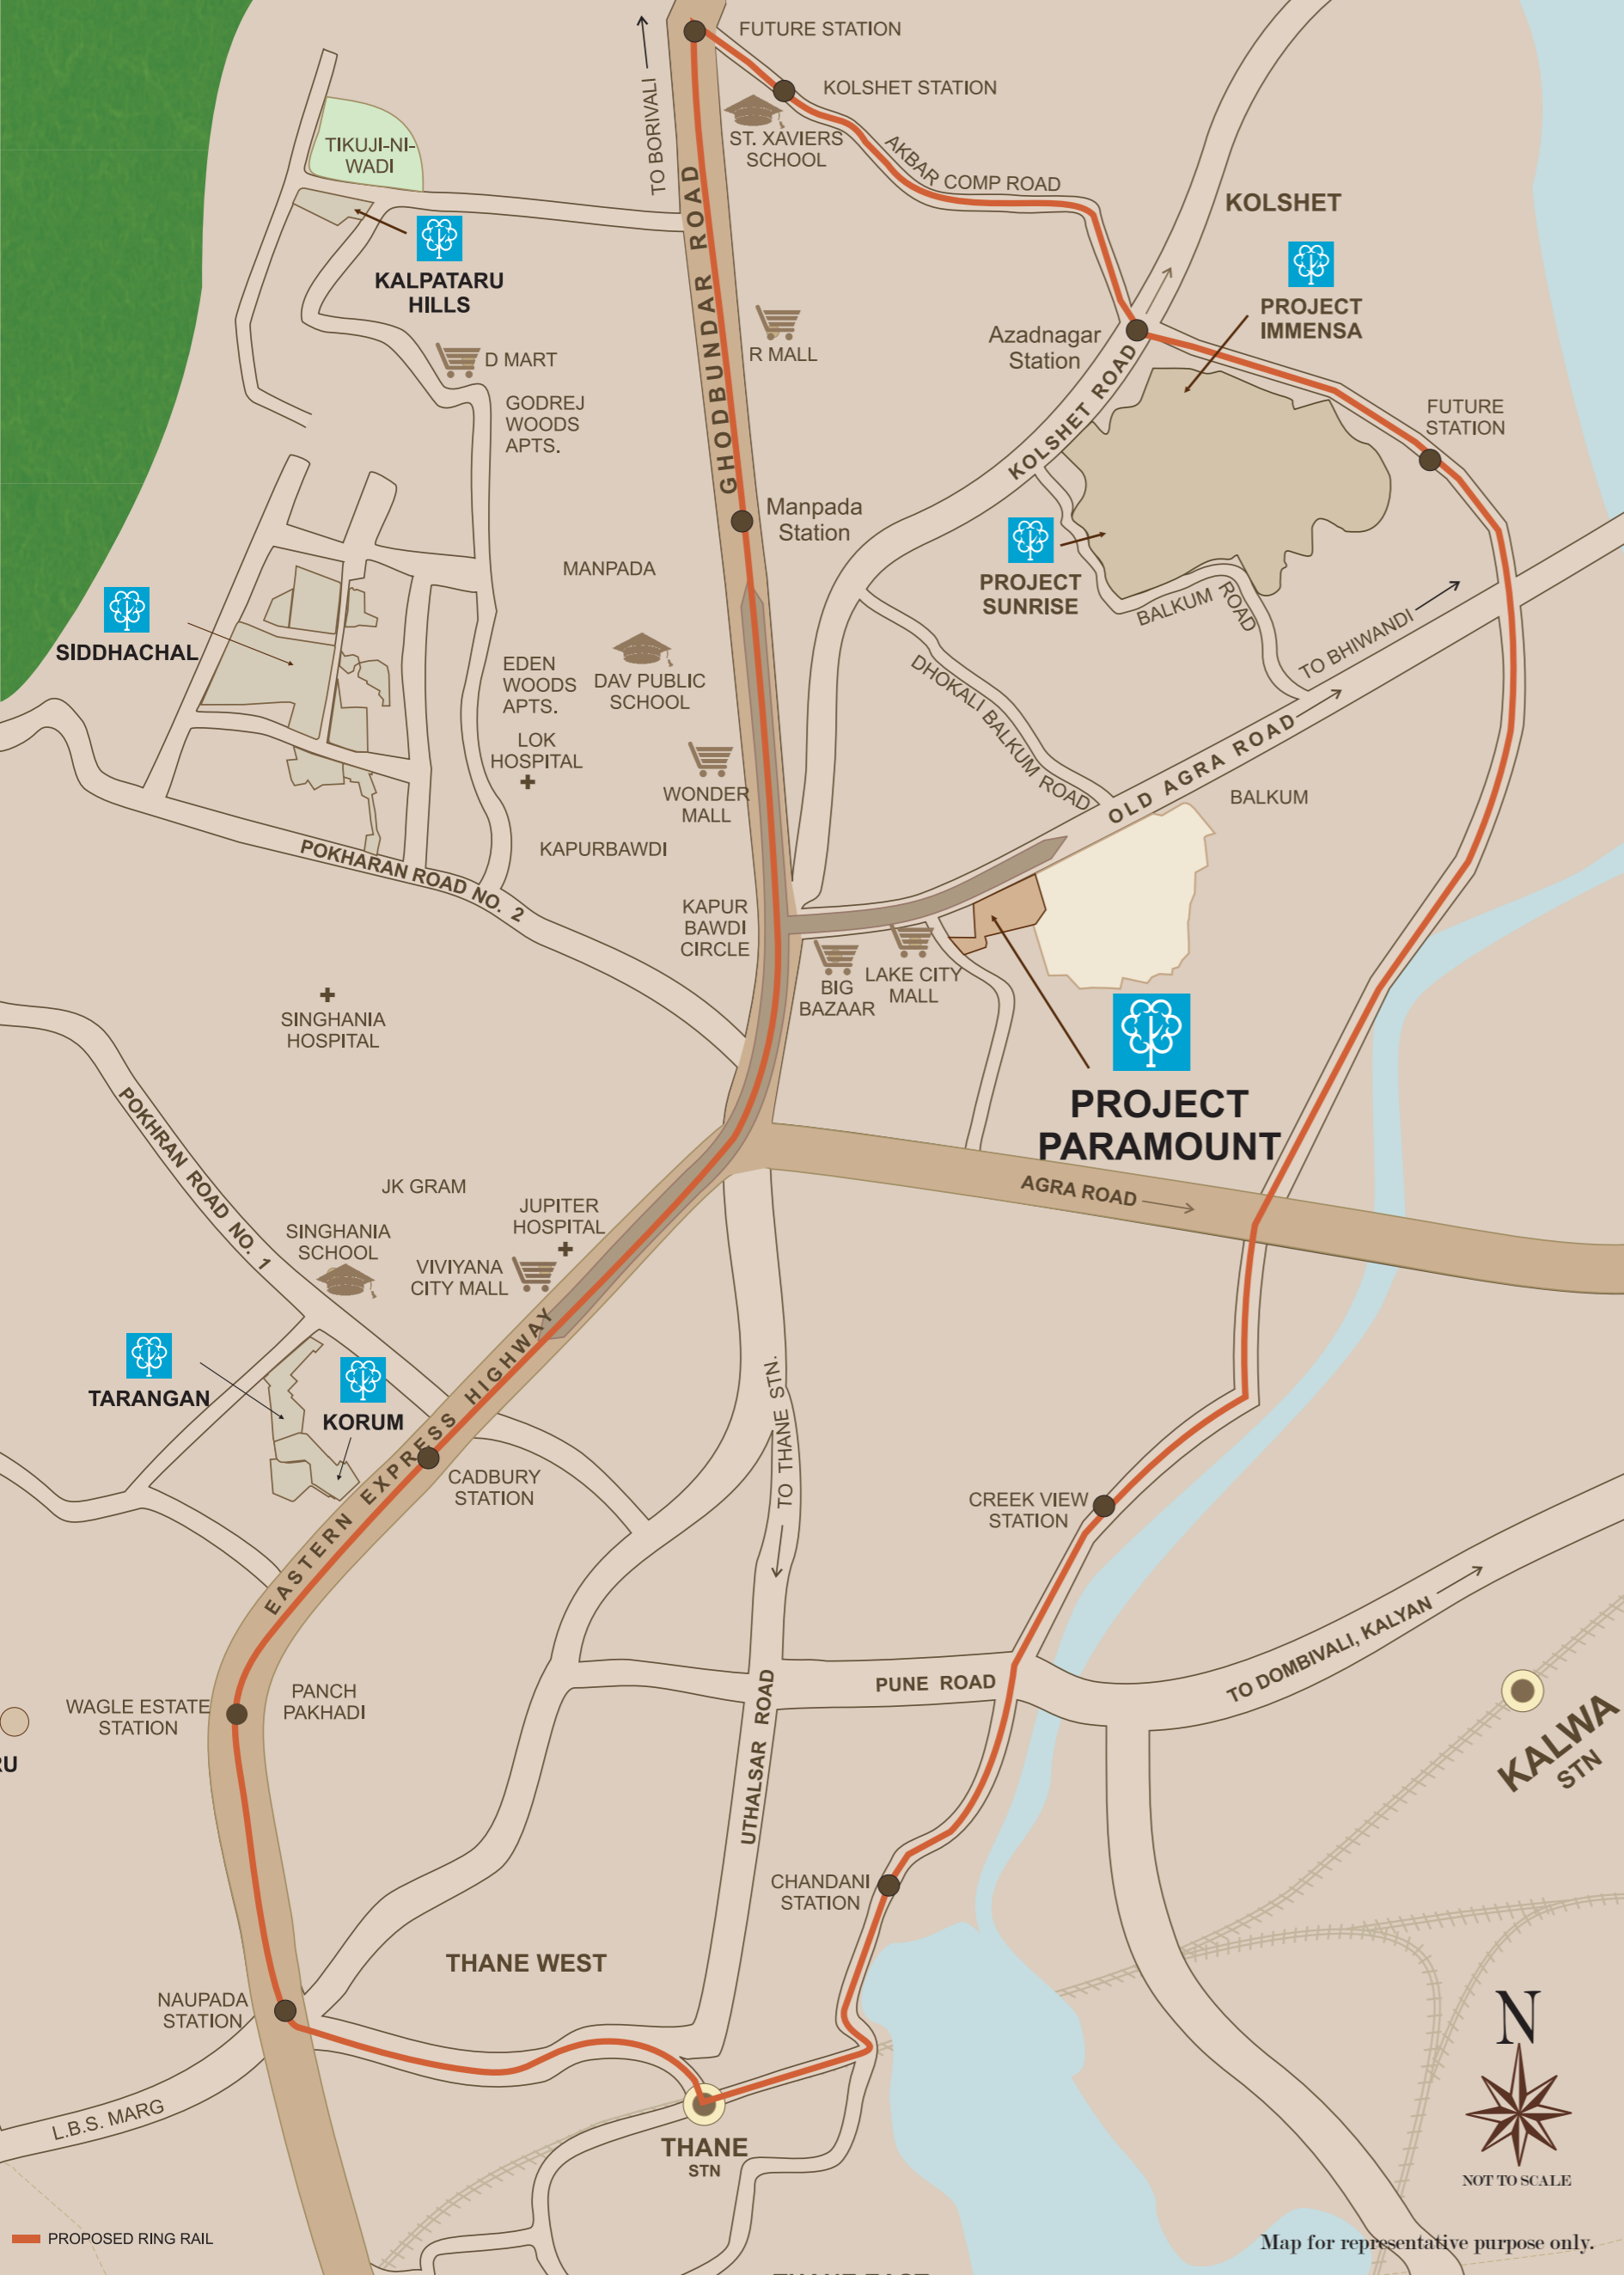 FUTURE STATION
TO BORIVALI
KOLSHET STATION
ST. XAVIERS
SCHOOL
AKBAR COMP ROAD
TIKUJI-NI-
WADI
KALPATARU
HILLS
GHODBUNDAR ROAD
KOLSHET
PROJECT
IMMENSA
D MART
R MALL
Azadnagar
Station
KOLSHET ROAD
GODREJ
WOODS
APTS.
FUTURE
STATION
Manpada
Station
MANPADA
PROJECT
SUNRISE
BALKUM ROAD
TO BHIWANDI
SIDDHACHAL
EDEN
WOODS
APTS.
DAV PUBLIC
SCHOOL
DHOKALI BALKUM ROAD
OLD AGRA ROAD
LOK
HOSPITAL
WONDER
MALL
BALKUM
POKHARAN ROAD NO. 2
KAPURBAWDI
KAPUR
BAWDI
CIRCLE
BIG
BAZAAR
LAKE CITY
MALL
SINGHANIA
HOSPITAL
PROJECT
PARAMOUNT
POKHRAN ROAD NO. 1
JK GRAM
AGRA ROAD
JUPITER
HOSPITAL
SINGHANIA
SCHOOL
VIVIYANA
CITY MALL
TARANGAN
KORUM
EASTERN EXPRESS HIGHWAY
TO THANE STN.
CADBURY
STATION
CREEK VIEW
STATION
TO DOMBIVALI, KALYAN
WAGLE ESTATE
STATION
PANCH
PAKHADI
PUNE ROAD
UTHALSAR ROAD
RU
KALWA
STN
CHANDANI
STATION
THANE WEST
NAUPADA
STATION
N
L.B.S. MARG
THANE
STN
NOT TO SCALE
PROPOSED RING RAIL
Map for representative purpose only.